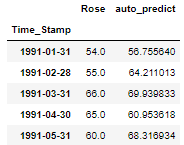 Rose auto_predict
Time_Stamp
1991-01-31 54.0 56.755640
1991-02-28 55.0 64.211013
1991-03-31 66.0 69.939833
1991-04-30 65.0 60.953618
1991-05-31 60.0 68.316934